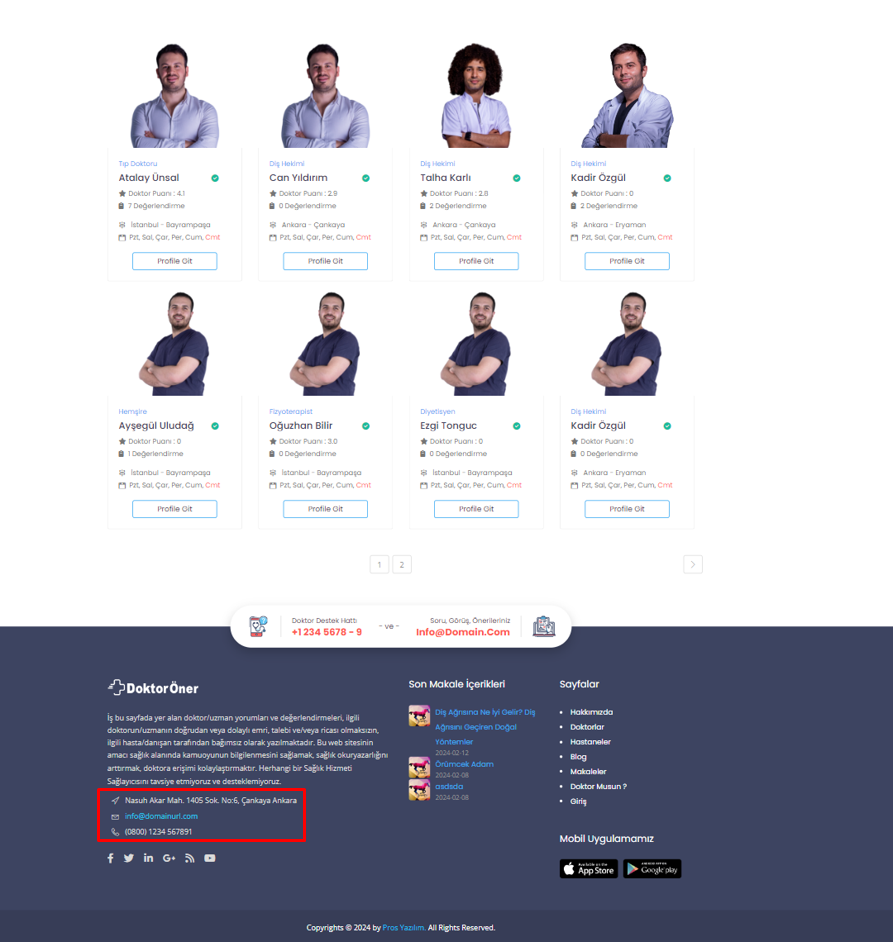 Tıp Doktoru
Atalay Ünsal
Doktor Puanı : 4.1
7 Değerlendirme
İstanbul - Bayrampaşa
Pzt, Sal, Çar, Per, Cum, Cmt
Profile Git
Diş Hekimi
Can Yıldırım
Doktor Puanı : 2.9
0 Değerlendirme
Ankara - Çankaya
Pzt, Sal, Çar, Per, Cum, Cmt
Profile Git
Diş Hekimi
Talha Karlı
Doktor Puanı : 2.8
2 Değerlendirme
Ankara - Çankaya
Pzt, Sal, Çar, Per, Cum, Cmt
Profile Git
Diş Hekimi
Kadir Özgül
Doktor Puanı : 0
2 Değerlendirme
Ankara - Eryaman
Pzt, Sal, Çar, Per, Cum, Cmt
Profile Git
Hemşire
Ayşegül Uludağ
Doktor Puanı : 0
1 Değerlendirme
İstanbul - Bayrampaşa
Pzt, Sal, Çar, Per, Cum, Cmt
Profile Git
Fizyoterapist
Oğuzhan Bilir
Doktor Puanı : 3.0
0 Değerlendirme
İstanbul - Bayrampaşa
Pzt, Sal, Çar, Per, Cum, Cmt
Profile Git
Diyetisyen
Ezgi Tonguc
Doktor Puanı : 0
0 Değerlendirme
İstanbul - Bayrampaşa
Pzt, Sal, Çar, Per, Cum, Cmt
Profile Git
Diş Hekimi
Kadir Özgül
Doktor Puanı : 0
0 Değerlendirme
Ankara - Eryaman
Pzt, Sal, Çar, Per, Cum, Cmt
Profile Git
1 2
Doktor Destek Hattı
+1 234 5678 - 9
- ve -
Soru, Görüş, Önerileriniz
Info@Domain.Com
Doktor Öner
İş bu sayfada yer alan doktor/uzman yorumları ve değerlendirmeleri, ilgili
doktorun/uzmanın doğrudan veya dolaylı emri, talebi ve/veya ricası olmaksızın,
ilgili hasta/danışan tarafından bağımsız olarak yazılmaktadır. Bu web sitesinin
amacı sağlık alanında kamuoyunun bilgilenmesini sağlamak, sağlık okuryazarlığını
arttırmak, doktora erişimi kolaylaştırmaktır. Herhangi bir Sağlık Hizmeti
Sağlayıcısını tavsiye etmiyoruz ve desteklemiyoruz.
Nasuh Akar Mah. 1405 Sok. No:6, Çankaya Ankara
info@domainurl.com
(0800) 1234 567891
Son Makale İçerikleri
Diş Ağrısına Ne İyi Gelir? Diş
Ağrısını Geçiren Doğal
Yöntemler
2024-02-12
Örümcek Adam
2024-02-08
asdsda
2024-02-08
Sayfalar
Hakkımızda
Doktorlar
Hastaneler
Blog
Makaleler
Doktor Musun ?
Giriş
Mobil Uygulamamız
Available on the
App Store
Google play
Copyrights © 2024 by Pros Yazılım. All Rights Reserved.